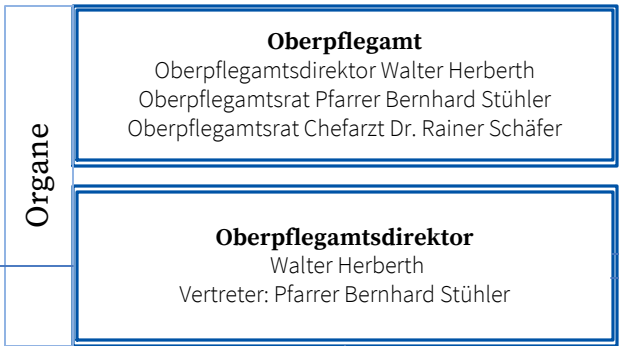 Organe
Oberpflegamt
Oberpflegamtsdirektor Walter Herberth
Oberpflegamtsrat Pfarrer Bernhard Stühler
Oberpflegamtsrat Chefarzt Dr. Rainer Schäfer
Oberpflegamtsdirektor
Walter Herberth
Vertreter: Pfarrer Bernhard Stühler